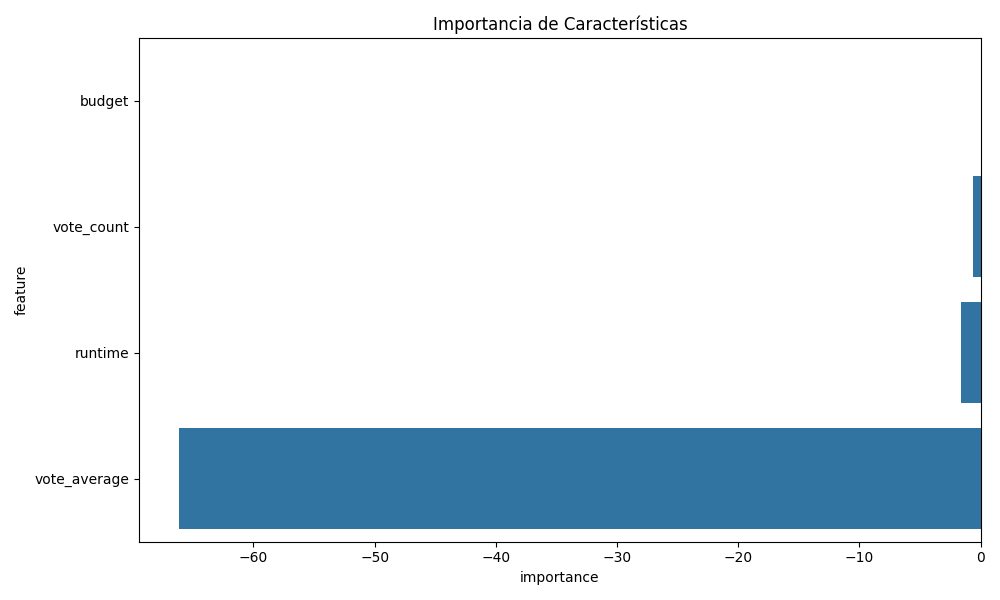 Importancia de Características
budget
vote_count
runtime
vote_average
feature
−60
−50
−40
−30
−20
−10
0
importance